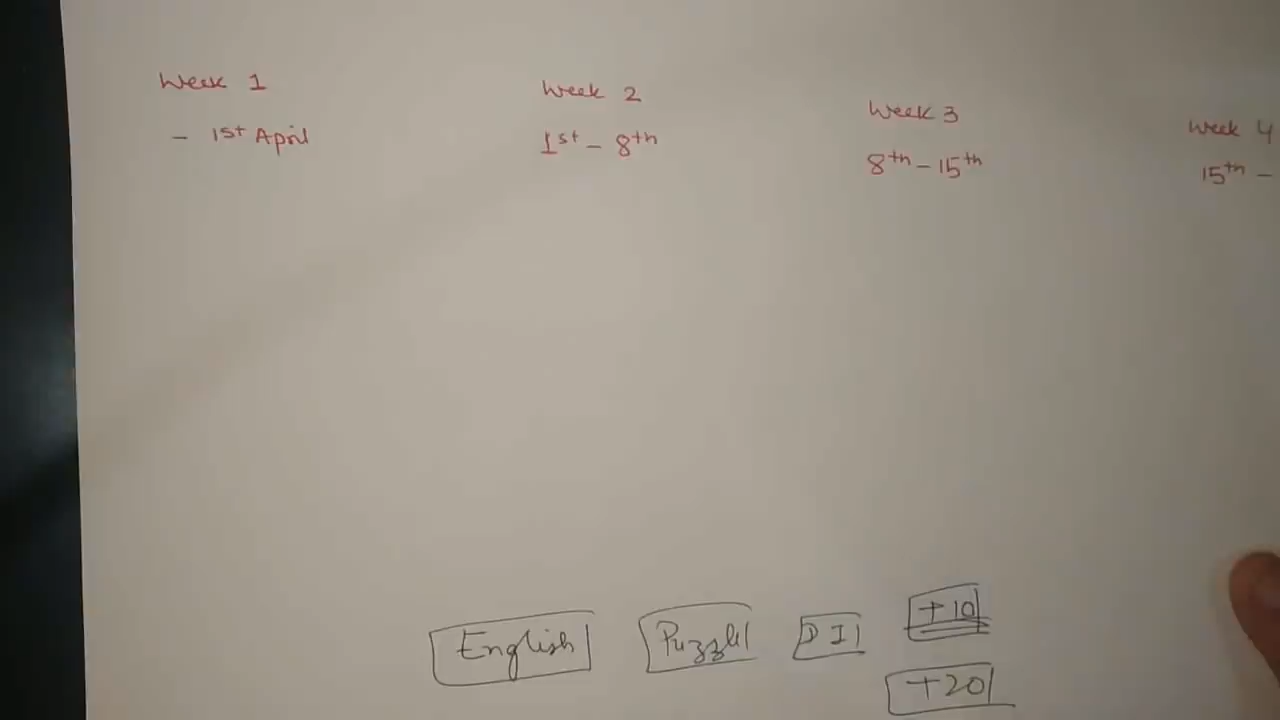 Week 1
- 1st April
Week 2
1st - 8th
Week 3
8th - 15th
Week 4
15th -
English
Puzzle
DI
+10
+20